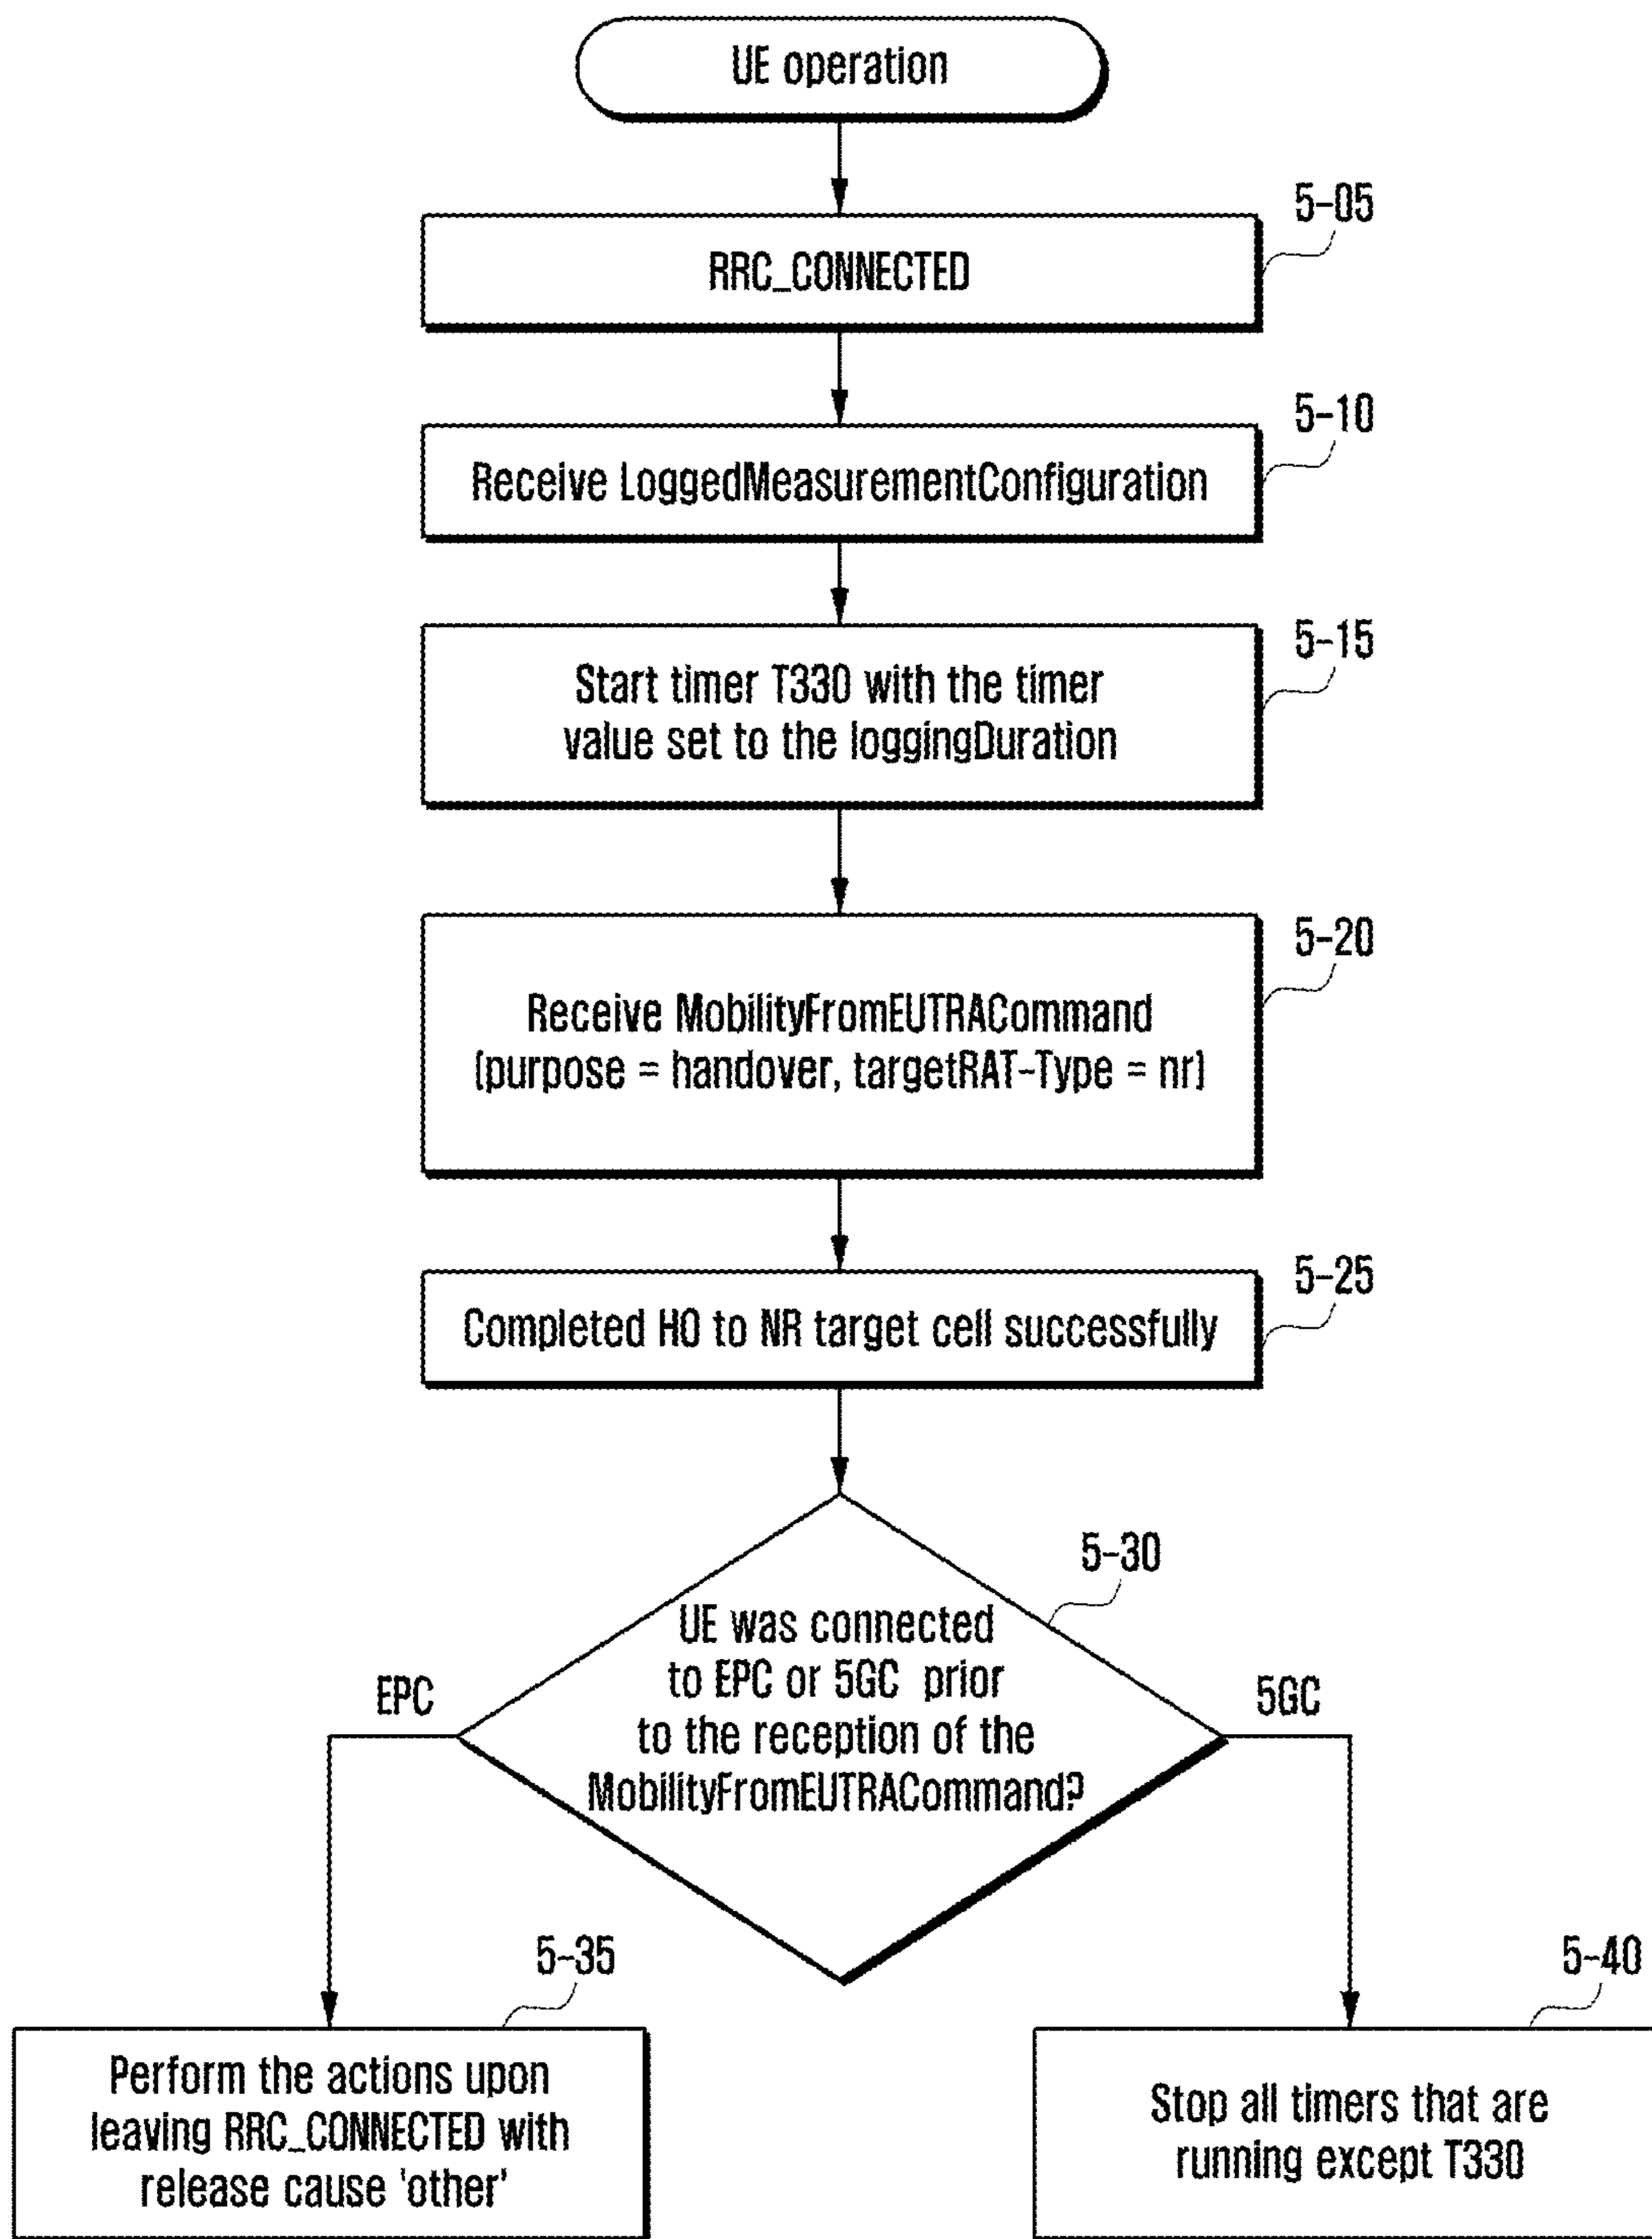 UE operation
5-05
RRC_CONNECTED
5-10
Receive LoggedMeasurementConfiguration
5-15
Start timer T330 with the timer
value set to the loggingDuration
5-20
Receive MobilityFromEUTRACommand
(purpose = handover, targetRAT-Type = nr)
5-25
Completed HO to NR target cell successfully
5-30
UE was connected
to EPC or 5GC prior
to the reception of the
MobilityFromEUTRACommand?
EPC
5GC
5-35
Perform the actions upon
leaving RRC_CONNECTED with
release cause 'other'
5-40
Stop all timers that are
running except T330